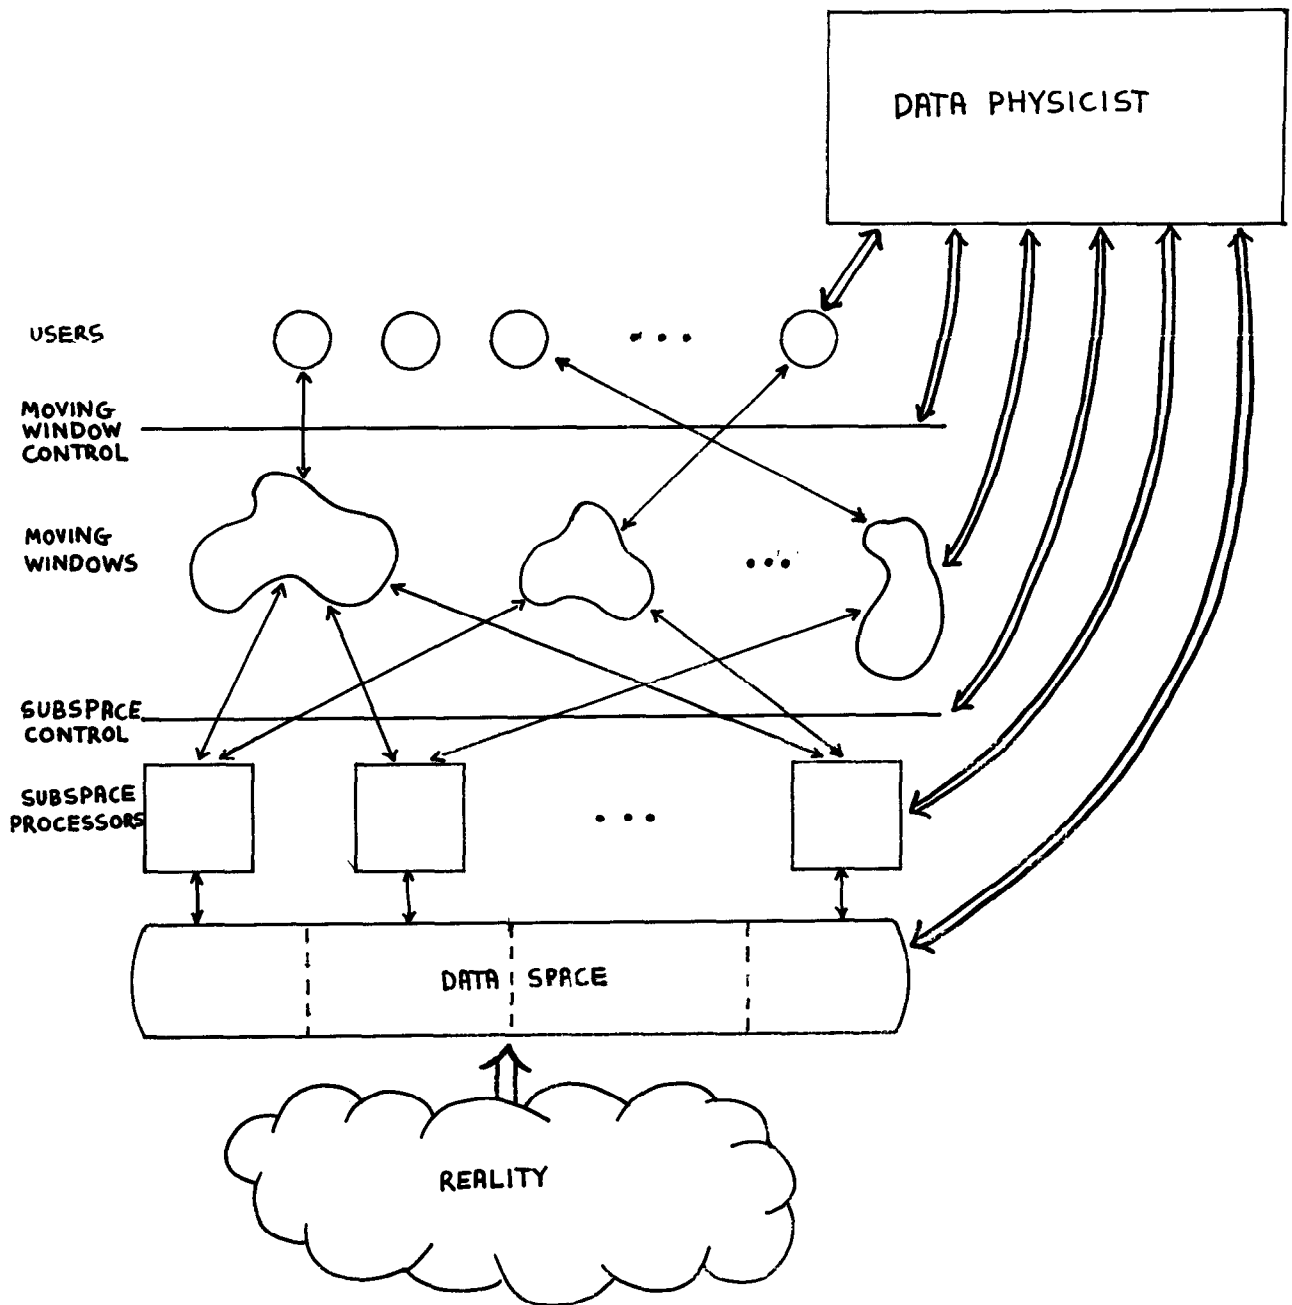 DATA PHYSICIST
USERS
MOVING
WINDOW
CONTROL
MOVING
WINDOWS
SUBSPACE
CONTROL
SUBSPACE
PROCESSORS
DATA SPACE
REALITY